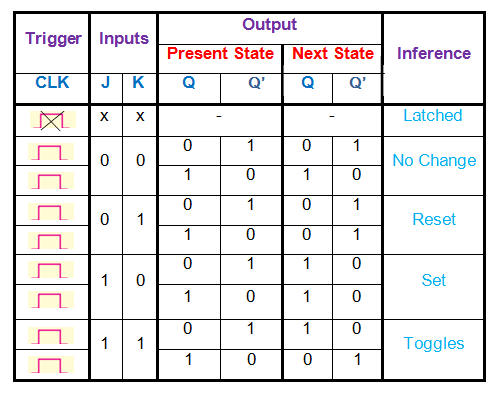 Output
Trigger Inputs Inference
Present State Next State
CLK J K Q Q' Q Q'
x x - - Latched
0 1 0 1
0 0 No Change
1 0 1 0
0 1 0 1
0 1 Reset
1 0 0 1
0 1 1 0
1 0 Set
1 0 1 0
0 1 1 0
1 1 Toggles
1 0 0 1